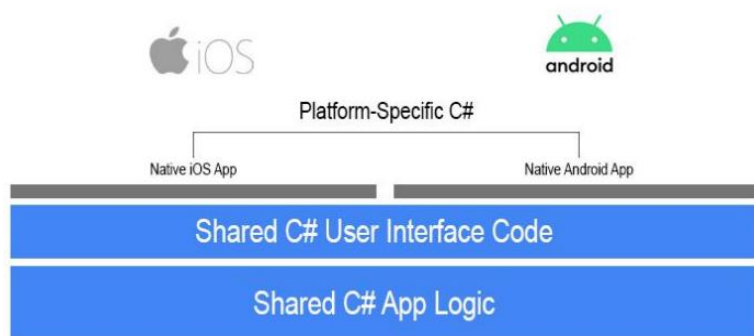 iOS
android
Platform-Specific C#
Native iOS App
Native Android App
Shared C# User Interface Code
Shared C# App Logic